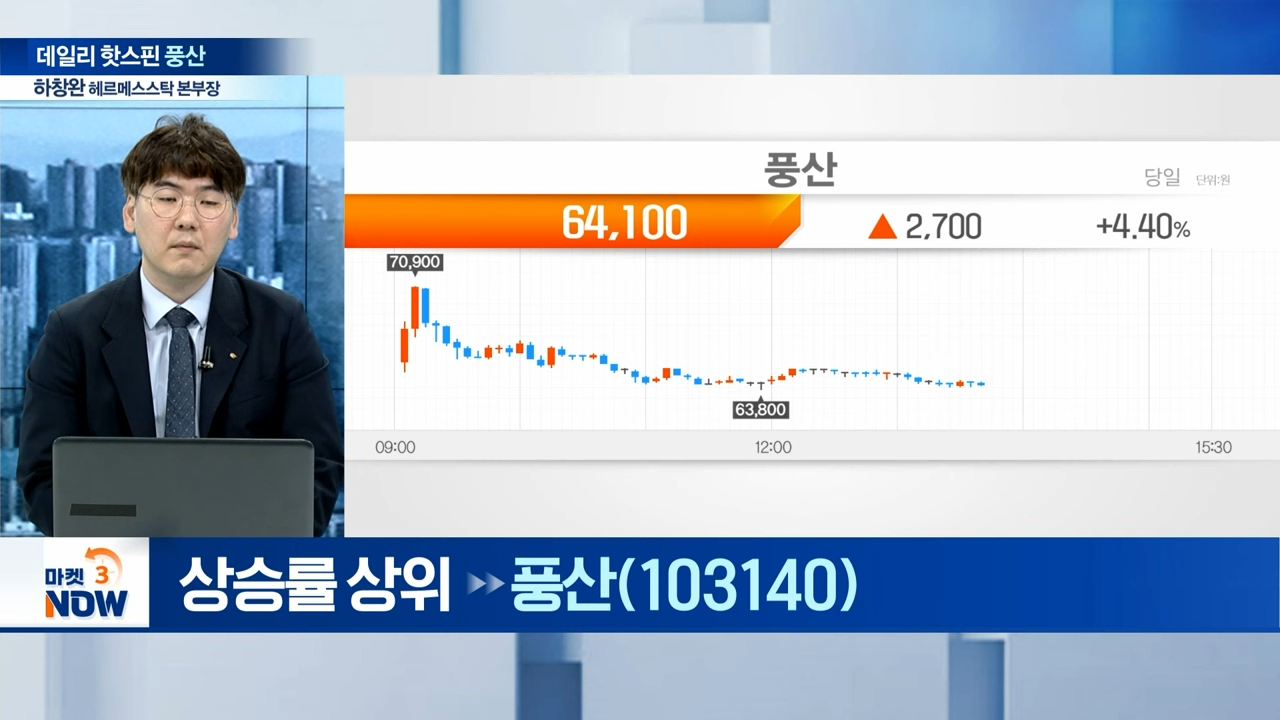 데일리 핫스핀 풍산
하창완 헤르메스스탁 본부장
풍산
당일 단위:원
64,100 ▲ 2,700 +4.40%
70,900
63,800
09:00 12:00 15:30
마켓 3
NOW
상승률 상위 ▶▶ 풍산(103140)